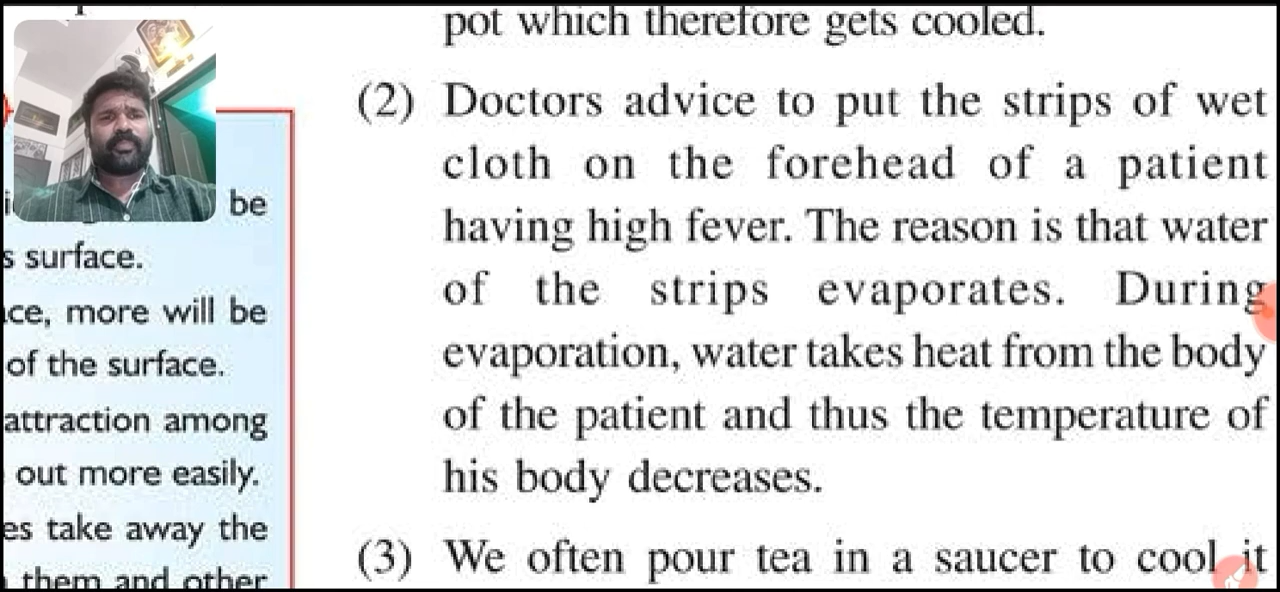 be
s surface.
ce, more will be
of the surface.
attraction among
out more easily.
es take away the
them and other
pot which therefore gets cooled.
(2) Doctors advice to put the strips of wet
cloth on the forehead of a patient
having high fever. The reason is that water
of the strips evaporates. During
evaporation, water takes heat from the body
of the patient and thus the temperature of
his body decreases.
(3) We often pour tea in a saucer to cool it